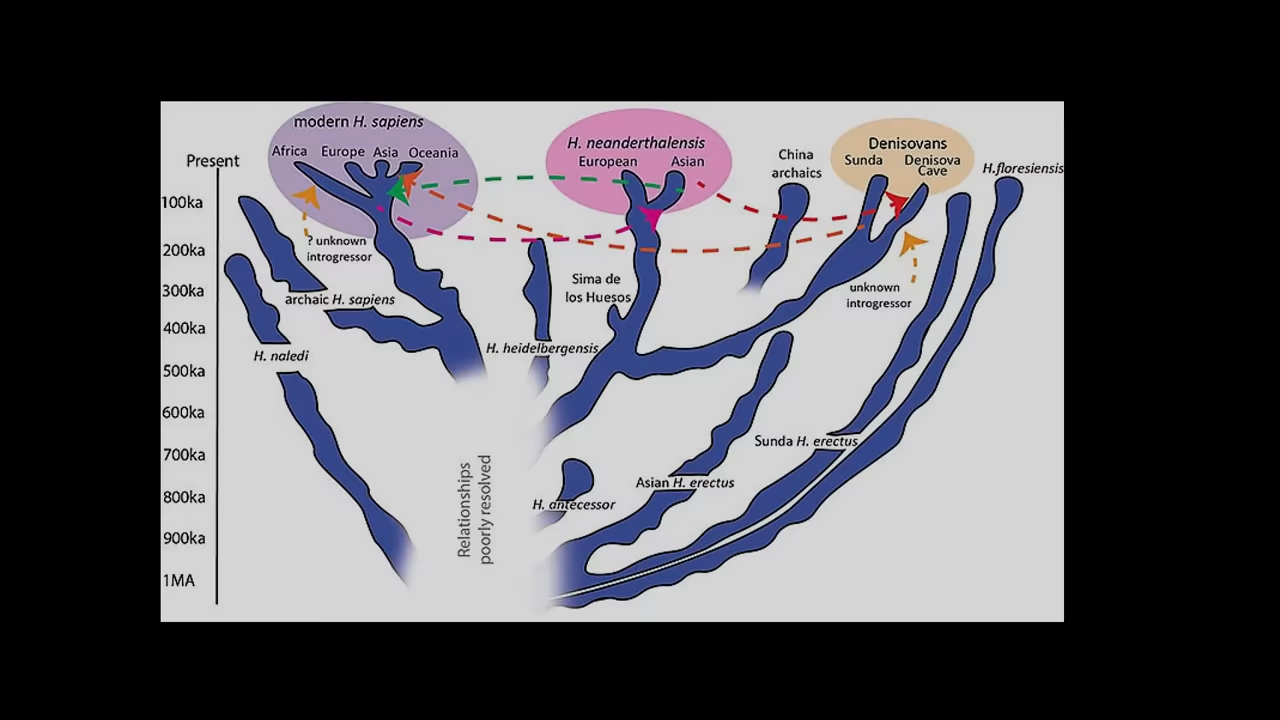 modern H. sapiens
Africa Europe Asia Oceania
H. neanderthalensis
European Asian
China
archaics
Denisovans
Sunda Denisova
Cave
H.floresiensis
Present
100ka
200ka
300ka
400ka
500ka
600ka
700ka
800ka
900ka
1MA
? unknown
introgressor
archaic H. sapiens
H. naledi
Sima de
los Huesos
H. heidelbergensis
unknown
introgressor
Sunda H. erectus
Asian H. erectus
H. antecessor
Relationships
poorly resolved